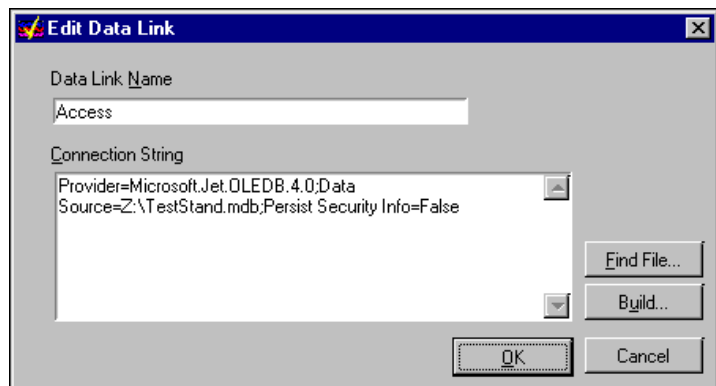 Edit Data Link
Data Link Name
Access
Connection String
Provider=Microsoft.Jet.OLEDB.4.0;Data
Source=Z:\TestStand.mdb;Persist Security Info=False
Find File...
Build...
OK
Cancel